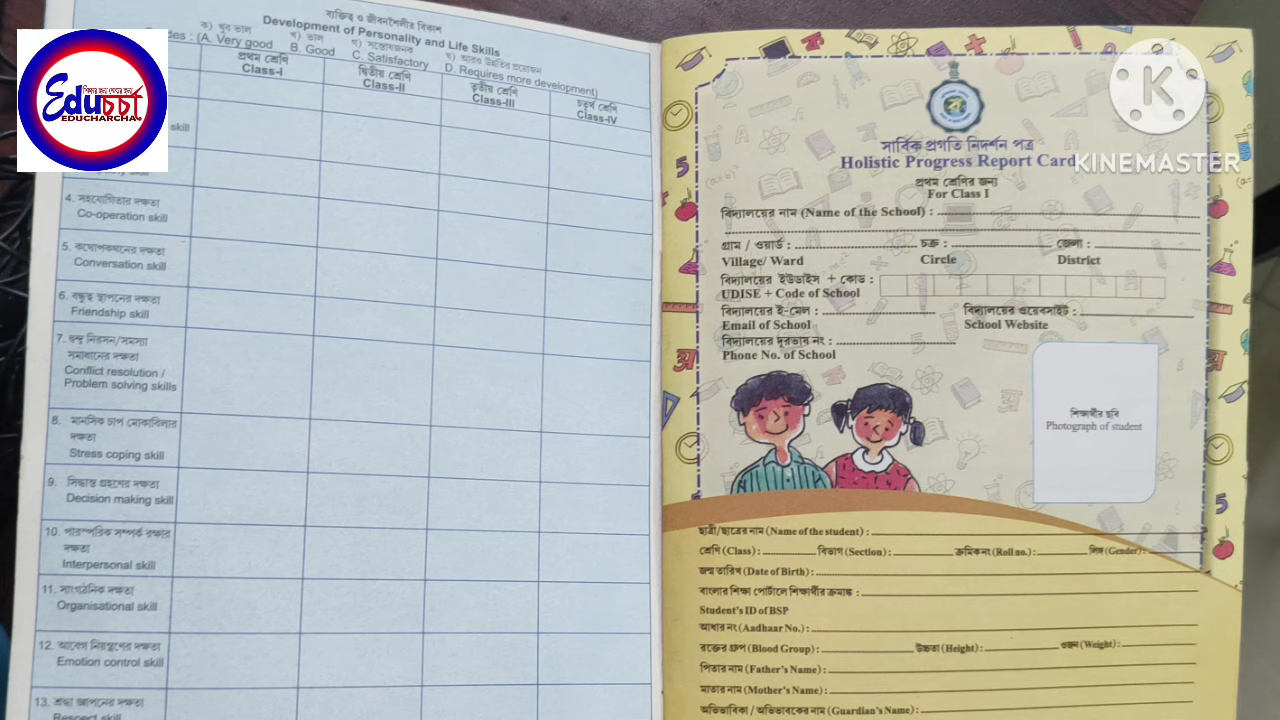 ব্যক্তিত্ব ও জীবনশৈলীর বিকাশ
Development of Personality and Life Skills
ক) খুব ভাল খ) ভাল গ) সন্তোষজনক ঘ) আরও উন্নতির প্রয়োজন
(A. Very good B. Good C. Satisfactory D. Requires more development)
প্রথম শ্রেণি দ্বিতীয় শ্রেণি তৃতীয় শ্রেণি চতুর্থ শ্রেণি
Class-I Class-II Class-III Class-IV
skill
4. সহযোগিতার দক্ষতা
Co-operation skill
5. কথোপকথনের দক্ষতা
Conversation skill
6. বন্ধুত্ব স্থাপনের দক্ষতা
Friendship skill
7. দ্বন্দ্ব নিরসন/সমস্যা
সমাধানের দক্ষতা
Conflict resolution /
Problem solving skills
8. মানসিক চাপ মোকাবিলার
দক্ষতা
Stress coping skill
9. সিদ্ধান্ত গ্রহণের দক্ষতা
Decision making skill
10. পারস্পরিক সম্পর্ক রক্ষার
দক্ষতা
Interpersonal skill
11. সাংগঠনিক দক্ষতা
Organisational skill
12. আবেগ নিয়ন্ত্রণের দক্ষতা
Emotion control skill
13. শ্রদ্ধা জ্ঞাপনের দক্ষতা
Respect skill
Eduচর্চা
EDUCHARCHA
K
KINEMASTER
সার্বিক প্রগতি নিদর্শন পত্র
Holistic Progress Report Card
প্রথম শ্রেণির জন্য
For Class I
বিদ্যালয়ের নাম (Name of the School) :
গ্রাম / ওয়ার্ড : চক্র : জেলা :
Village/ Ward Circle District
বিদ্যালয়ের ইউডাইস + কোড :
UDISE + Code of School
বিদ্যালয়ের ই-মেল : বিদ্যালয়ের ওয়েবসাইট :
Email of School School Website
বিদ্যালয়ের দূরভাষ নং :
Phone No. of School
শিক্ষার্থীর ছবি
Photograph of student
ছাত্রী/ছাত্রের নাম (Name of the student) :
শ্রেণি (Class) : বিভাগ (Section) : ক্রমিক নং (Roll no.) : লিঙ্গ (Gender) :
জন্ম তারিখ (Date of Birth) :
বাংলার শিক্ষা পোর্টালে শিক্ষার্থীর ক্রমাঙ্ক :
Student's ID of BSP
আধার নং (Aadhaar No.) :
রক্তের গ্রুপ (Blood Group) : উচ্চতা (Height) : ওজন (Weight) :
পিতার নাম (Father's Name) :
মাতার নাম (Mother's Name) :
অভিভাবিকা / অভিভাবকের নাম (Guardian's Name) :